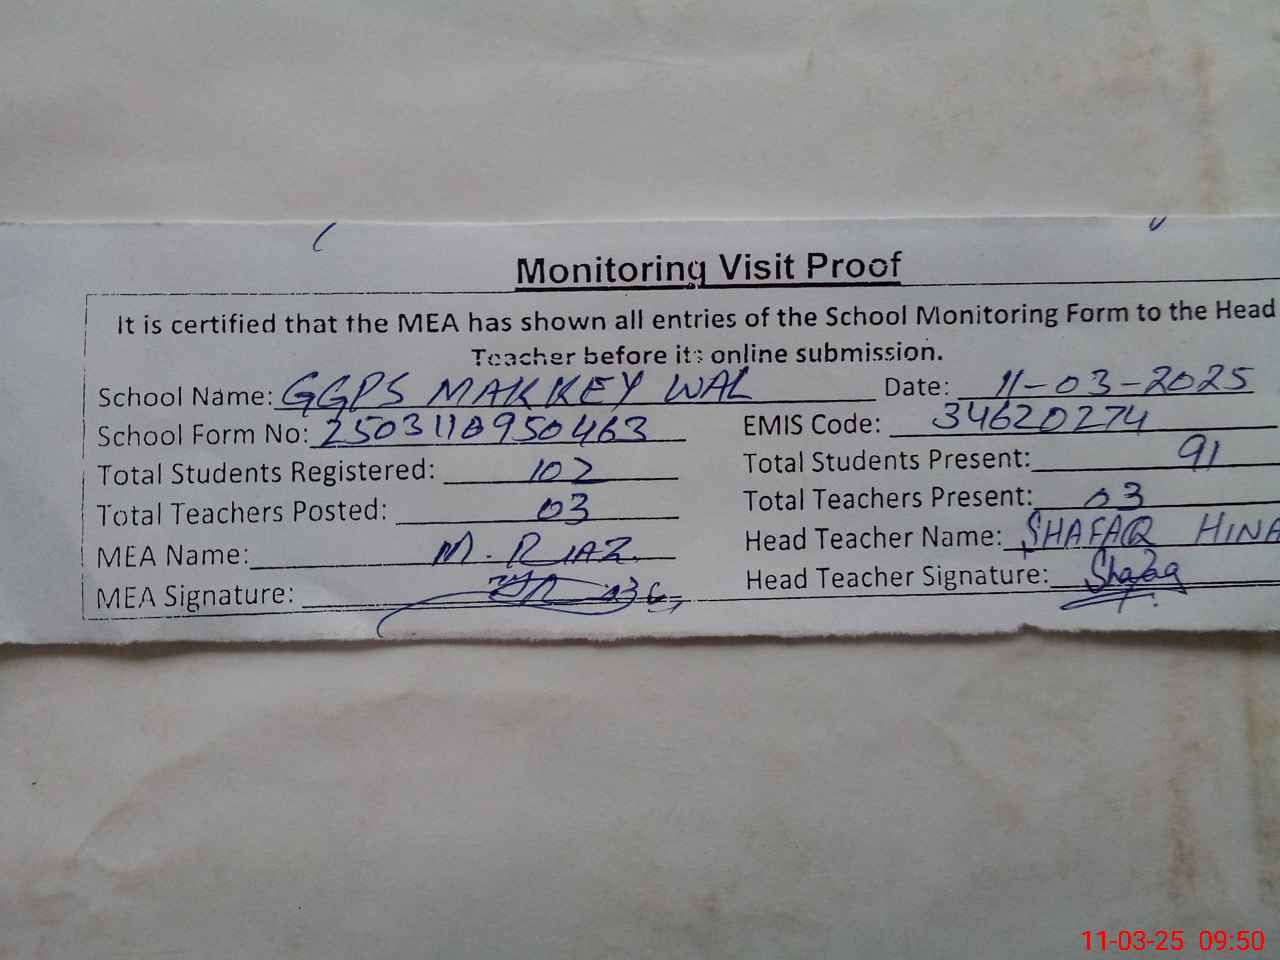 Monitoring Visit Proof
It is certified that the MEA has shown all entries of the School Monitoring Form to the Head
Teacher before its online submission.
School Name: GGPS MAKKEY WAL Date: 11-03-2025
School Form No: 2503110950463 EMIS Code: 34620274
Total Students Registered: 102 Total Students Present: 91
Total Teachers Posted: 03 Total Teachers Present: 03
MEA Name: M. RIAZ Head Teacher Name: SHAFAQ HINA
MEA Signature: Head Teacher Signature: Shafaq
11-03-25 09:50